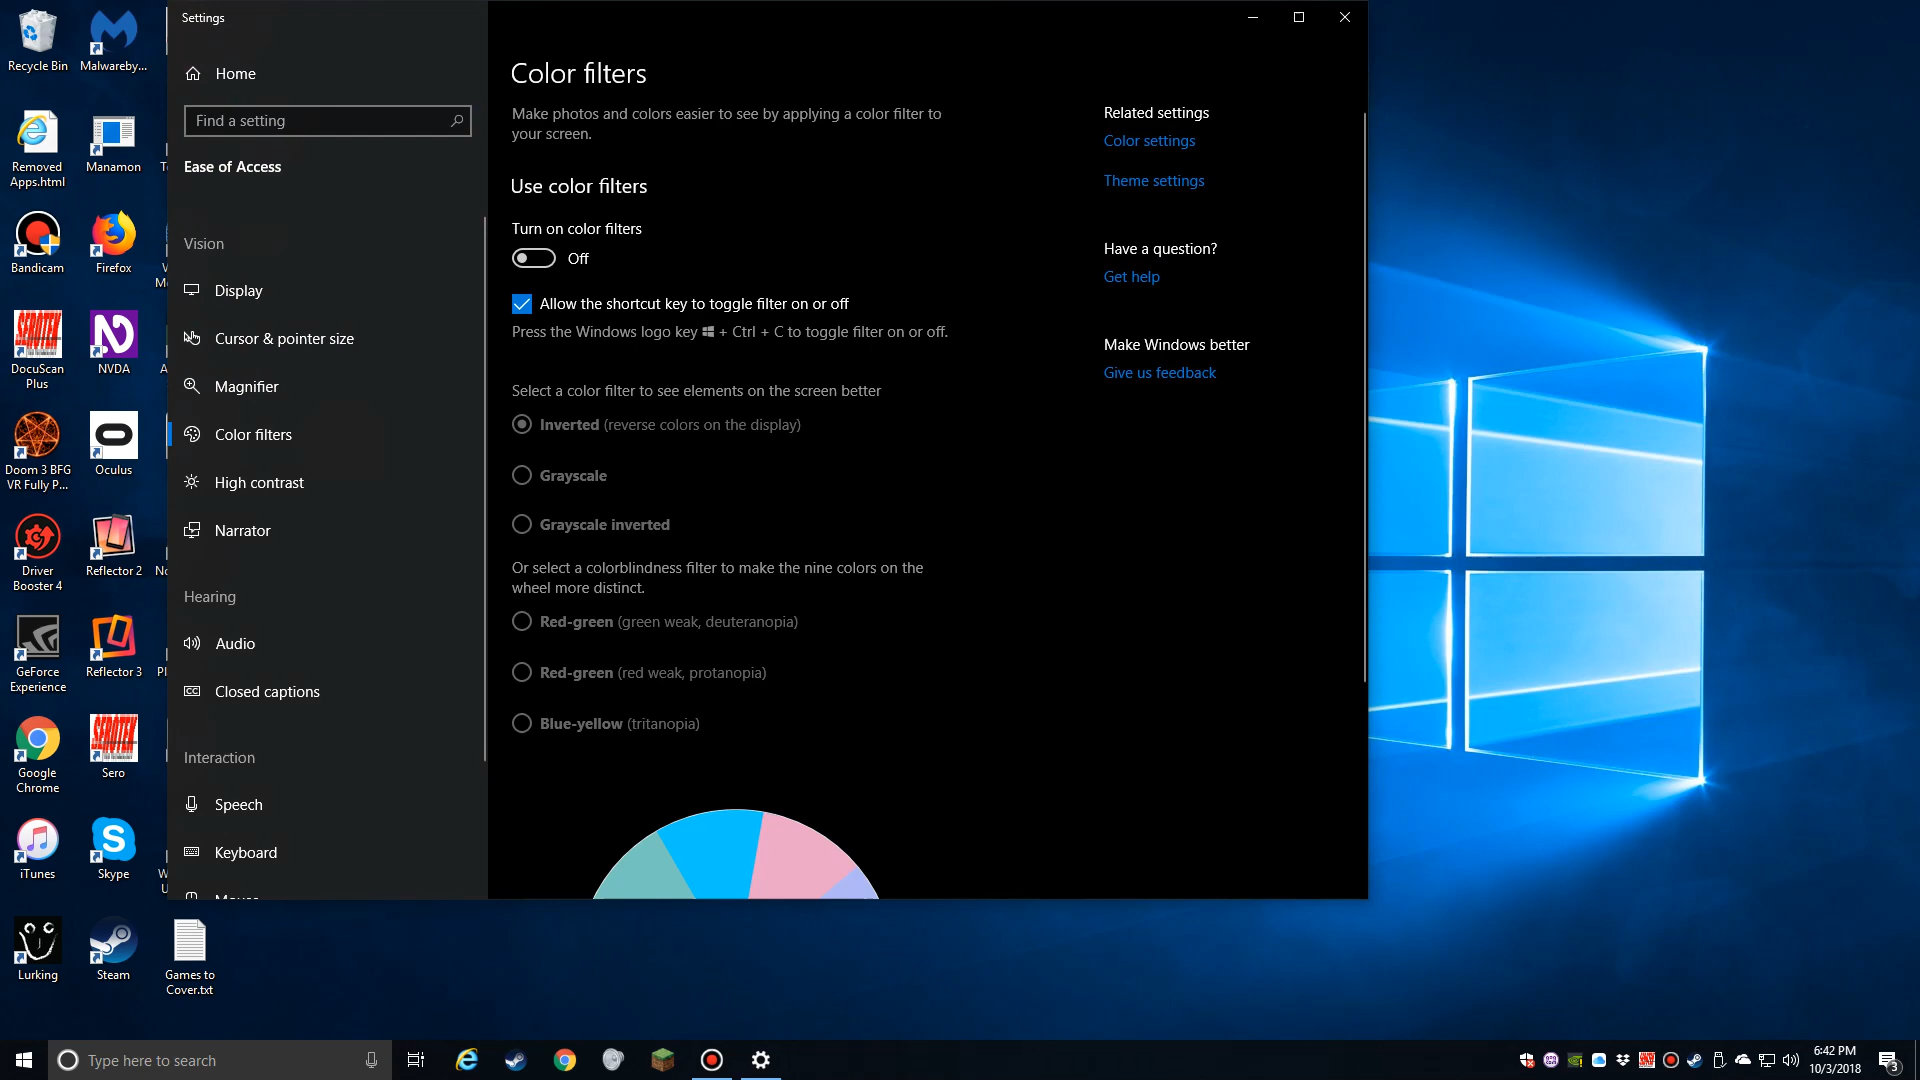 Settings
Home
Find a setting
Ease of Access
Vision
Display
Cursor & pointer size
Magnifier
Color filters
High contrast
Narrator
Hearing
Audio
Closed captions
Interaction
Speech
Keyboard
Mouse
Color filters
Make photos and colors easier to see by applying a color filter to
your screen.
Use color filters
Turn on color filters
Off
Allow the shortcut key to toggle filter on or off
Press the Windows logo key + Ctrl + C to toggle filter on or off.
Select a color filter to see elements on the screen better
Inverted (reverse colors on the display)
Grayscale
Grayscale inverted
Or select a colorblindness filter to make the nine colors on the
wheel more distinct.
Red-green (green weak, deuteranopia)
Red-green (red weak, protanopia)
Blue-yellow (tritanopia)
Related settings
Color settings
Theme settings
Have a question?
Get help
Make Windows better
Give us feedback
Recycle Bin
Malwareby...
Removed
Apps.html
Manamon
Bandicam
Firefox
SEROTEK
DocuScan
Plus
NVDA
Doom 3 BFG
VR Fully P...
Oculus
Driver
Booster 4
Reflector 2
GeForce
Experience
Reflector 3
Google
Chrome
SEROTEK
Sero
iTunes
Skype
Lurking
Steam
Games to
Cover.txt
Type here to search
6:42 PM
10/3/2018
3